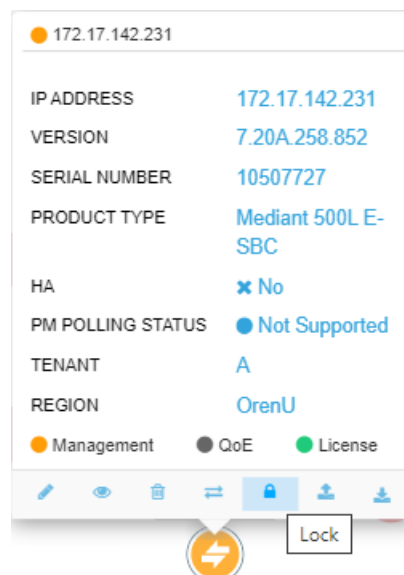 172.17.142.231
IP ADDRESS 172.17.142.231
VERSION 7.20A.258.852
SERIAL NUMBER 10507727
PRODUCT TYPE Mediant 500L E-
SBC
HA No
PM POLLING STATUS Not Supported
TENANT A
REGION OrenU
Management QoE License
Lock